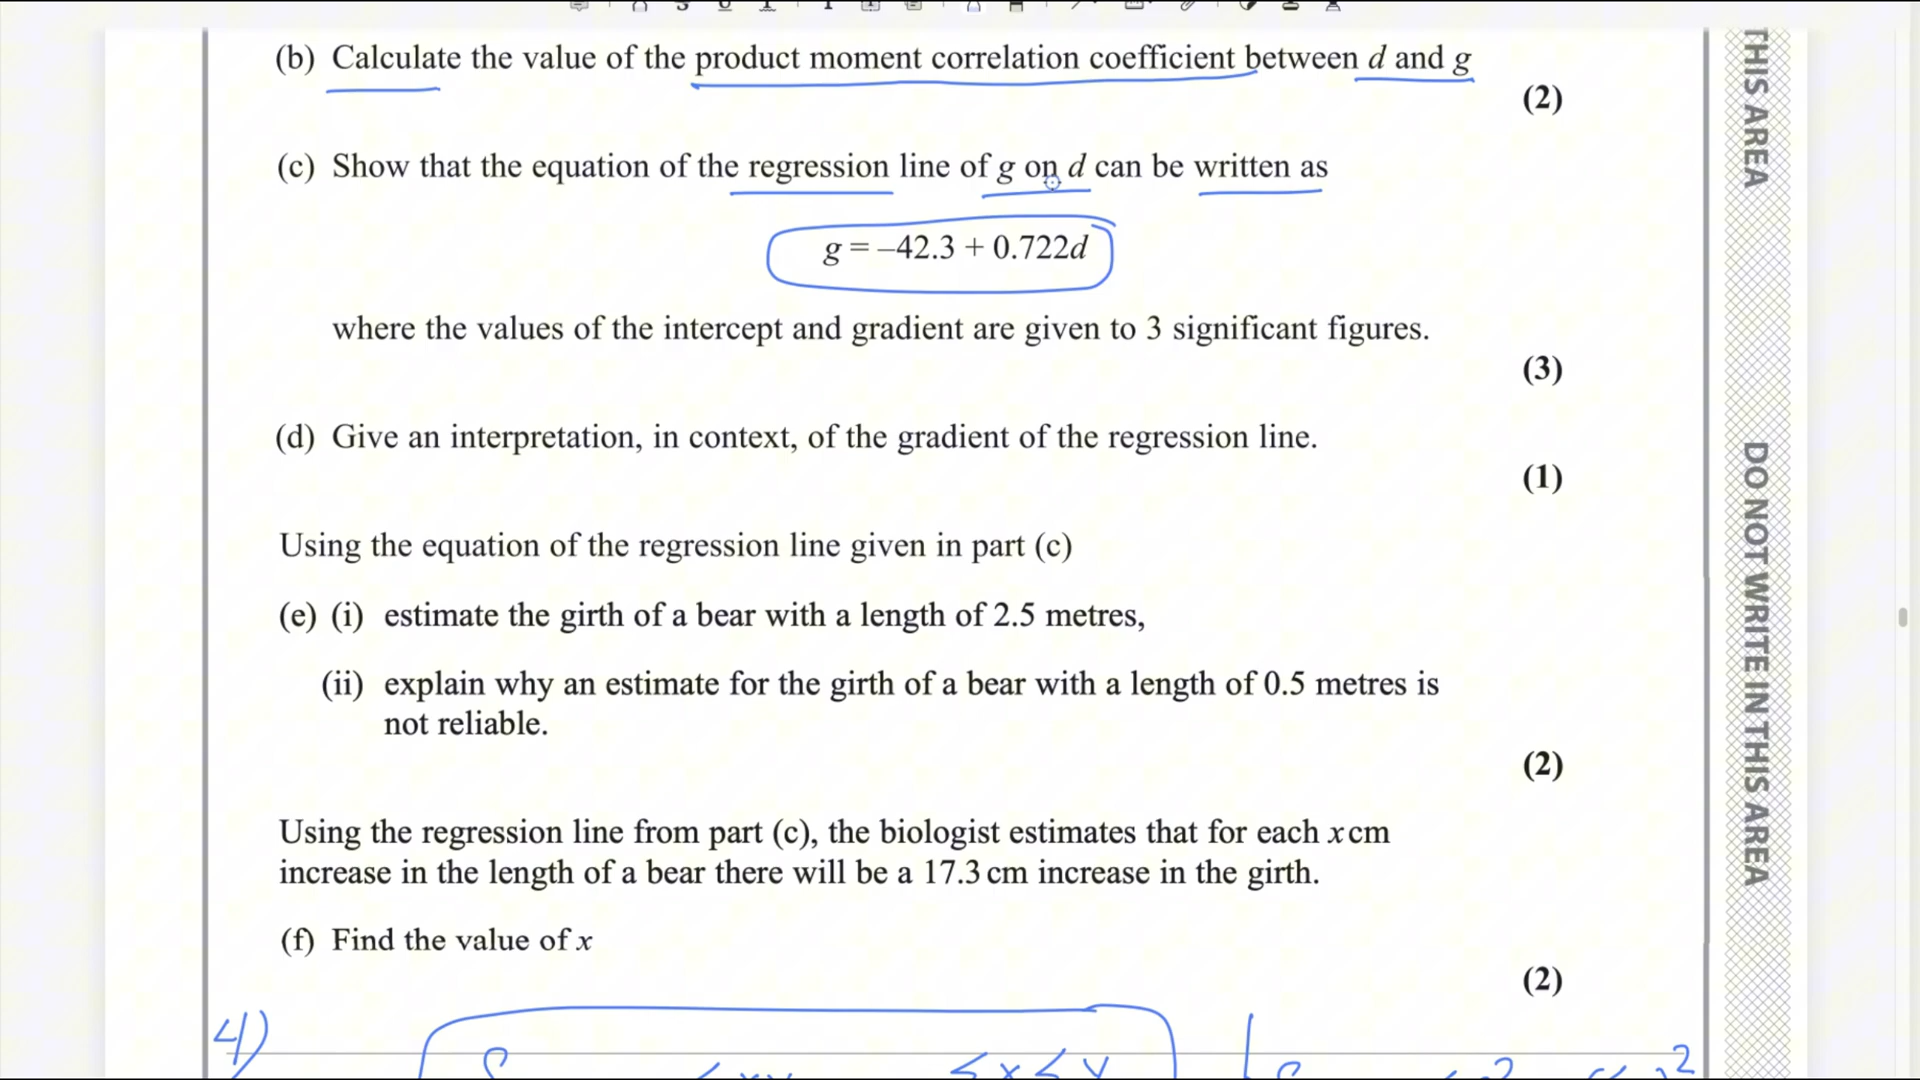 (b) Calculate the value of the product moment correlation coefficient between d and g
(2)
(c) Show that the equation of the regression line of g on d can be written as
g = –42.3 + 0.722d
where the values of the intercept and gradient are given to 3 significant figures.
(3)
(d) Give an interpretation, in context, of the gradient of the regression line.
(1)
Using the equation of the regression line given in part (c)
(e) (i) estimate the girth of a bear with a length of 2.5 metres,
(ii) explain why an estimate for the girth of a bear with a length of 0.5 metres is
not reliable.
(2)
Using the regression line from part (c), the biologist estimates that for each x cm
increase in the length of a bear there will be a 17.3 cm increase in the girth.
(f) Find the value of x
(2)
4)
THIS AREA
DO NOT WRITE IN THIS AREA